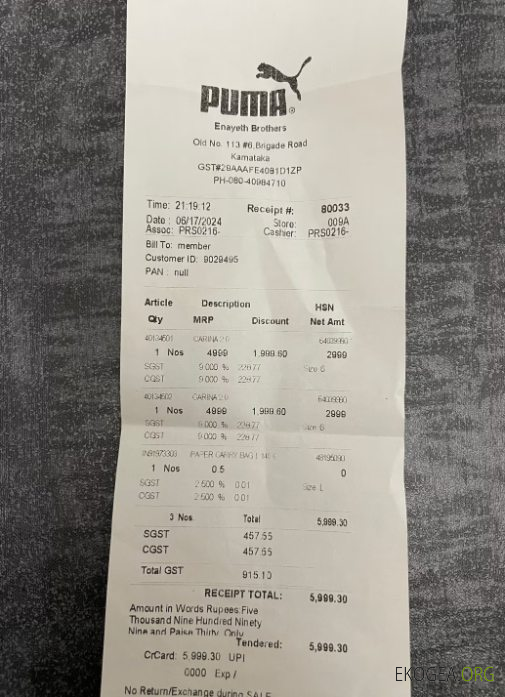 PUMA®
Enayeth Brothers
Old No. 113 #6,Brigade Road
Karnataka
GST#29AAAFE4091D1ZP
PH-080-40984710
Time: 21:19:12 Receipt #: 80033
Date : 06/17/2024 Store: 009A
Assoc: PRS0216- Cashier: PRS0216-
Bill To: member
Customer ID: 9029495
PAN : null
Article Description HSN
Qty MRP Discount Net Amt
40134501 CARINA 2.0
1 Nos 4999 1,999.60 2999
SGST 9.000 % 228.77 Size 6
CGST 9.000 % 228.77
40134502 CARINA 2.0
1 Nos 4999 1,999.60 2999
SGST 9.000 % 228.77 Size 6
CGST 9.000 % 228.77
PAPER CARRY BAG 48195090
1 Nos 0.5 0
SGST 2.500 % 0.01 Size L
CGST 2.500 % 0.01
3 Nos Total 5,999.30
SGST 457.55
CGST 457.55
Total GST 915.10
RECEIPT TOTAL: 5,999.30
Amount in Words Rupees:Five
Thousand Nine Hundred Ninety
Nine and Paise Thirty Only
Tendered: 5,999.30
CrCard: 5,999.30 UPI
0000 Exp /
No Return/Exchange during SALE
EKOGEA.ORG